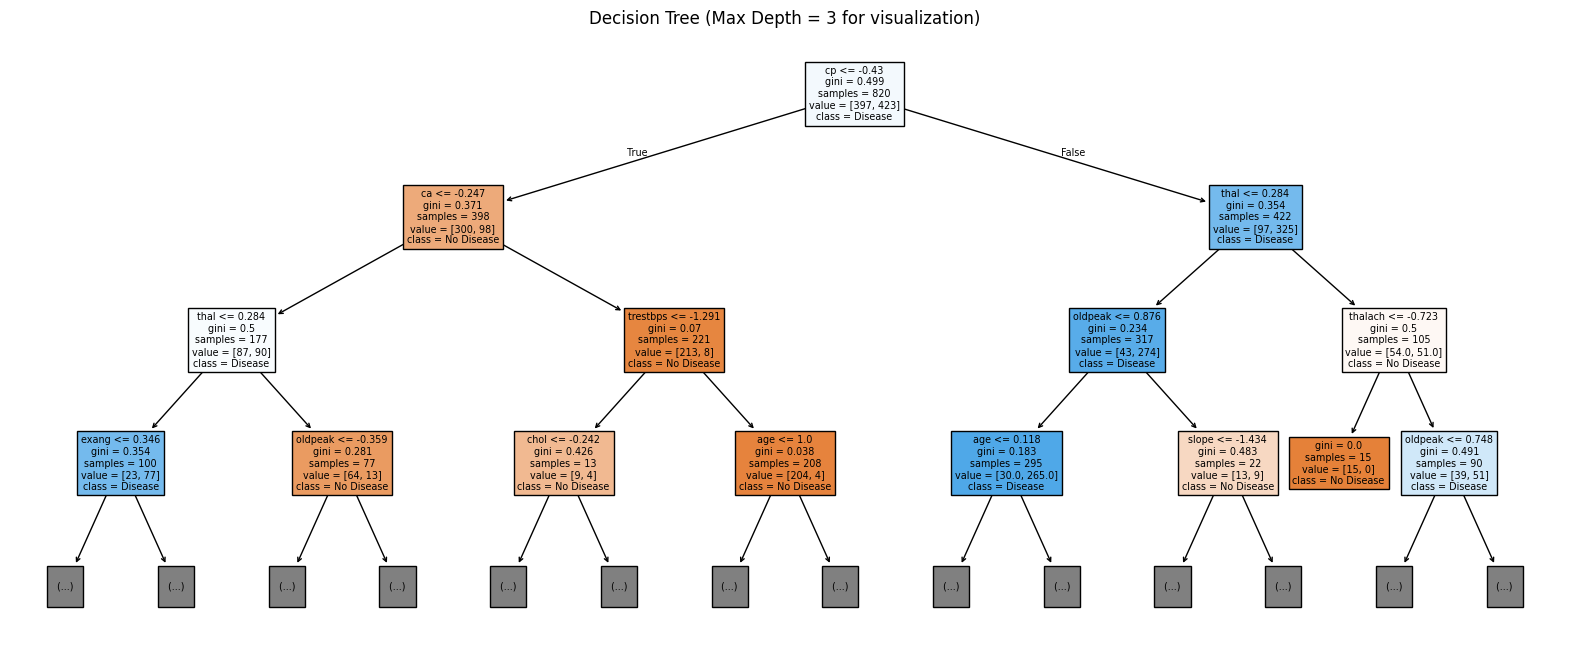 Decision Tree (Max Depth = 3 for visualization)
cp <= -0.43
gini = 0.499
samples = 820
value = [397, 423]
class = Disease
True
False
ca <= -0.247
gini = 0.371
samples = 398
value = [300, 98]
class = No Disease
thal <= 0.284
gini = 0.354
samples = 422
value = [97, 325]
class = Disease
thal <= 0.284
gini = 0.5
samples = 177
value = [87, 90]
class = Disease
trestbps <= -1.291
gini = 0.07
samples = 221
value = [213, 8]
class = No Disease
oldpeak <= 0.876
gini = 0.234
samples = 317
value = [43, 274]
class = Disease
thalach <= -0.723
gini = 0.5
samples = 105
value = [54.0, 51.0]
class = No Disease
exang <= 0.346
gini = 0.354
samples = 100
value = [23, 77]
class = Disease
oldpeak <= -0.359
gini = 0.281
samples = 77
value = [64, 13]
class = No Disease
chol <= -0.242
gini = 0.426
samples = 13
value = [9, 4]
class = No Disease
age <= 1.0
gini = 0.038
samples = 208
value = [204, 4]
class = No Disease
age <= 0.118
gini = 0.183
samples = 295
value = [30.0, 265.0]
class = Disease
slope <= -1.434
gini = 0.483
samples = 22
value = [13, 9]
class = No Disease
gini = 0.0
samples = 15
value = [15, 0]
class = No Disease
oldpeak <= 0.748
gini = 0.491
samples = 90
value = [39, 51]
class = Disease
(...)
(...)
(...)
(...)
(...)
(...)
(...)
(...)
(...)
(...)
(...)
(...)
(...)
(...)